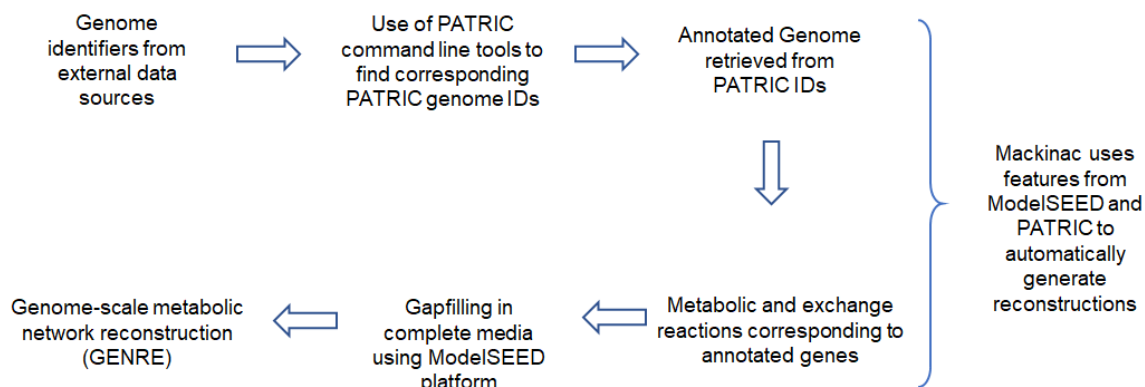 Genome
identifiers from
external data
sources
Use of PATRIC
command line tools to
find corresponding
PATRIC genome IDs
Annotated Genome
retrieved from
PATRIC IDs
Mackinac uses
features from
ModelSEED and
PATRIC to
automatically
generate
reconstructions
Metabolic and exchange
reactions corresponding to
annotated genes
Gapfilling in
complete media
using ModelSEED
platform
Genome-scale metabolic
network reconstruction
(GENRE)